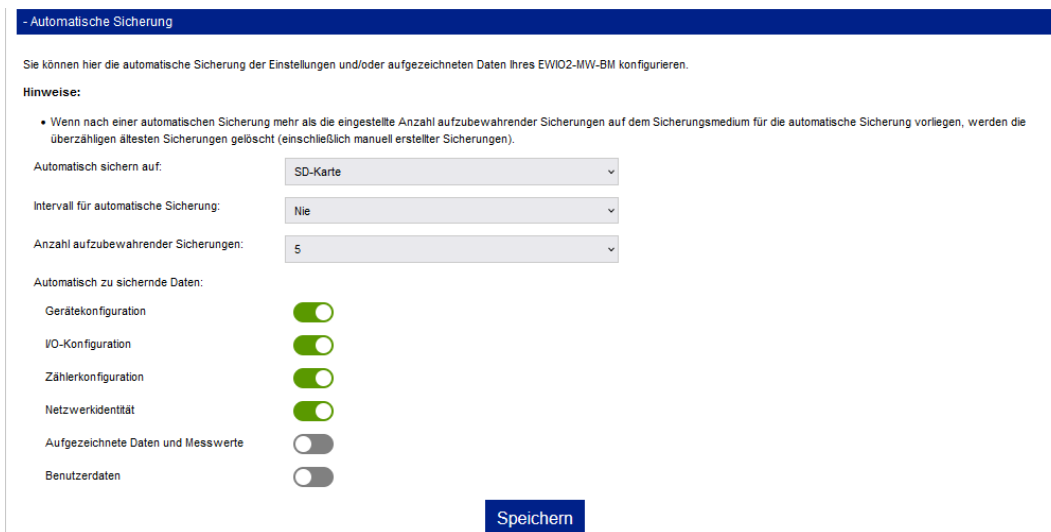 - Automatische Sicherung
Sie können hier die automatische Sicherung der Einstellungen und/oder aufgezeichneten Daten Ihres EWIO2-MW-BM konfigurieren.
Hinweise:
• Wenn nach einer automatischen Sicherung mehr als die eingestellte Anzahl aufzubewahrender Sicherungen auf dem Sicherungsmedium für die automatische Sicherung vorliegen, werden die
überzähligen ältesten Sicherungen gelöscht (einschließlich manuell erstellter Sicherungen).
Automatisch sichern auf: SD-Karte
Intervall für automatische Sicherung: Nie
Anzahl aufzubewahrender Sicherungen: 5
Automatisch zu sichernde Daten:
Gerätekonfiguration
I/O-Konfiguration
Zählerkonfiguration
Netzwerkidentität
Aufgezeichnete Daten und Messwerte
Benutzerdaten
Speichern